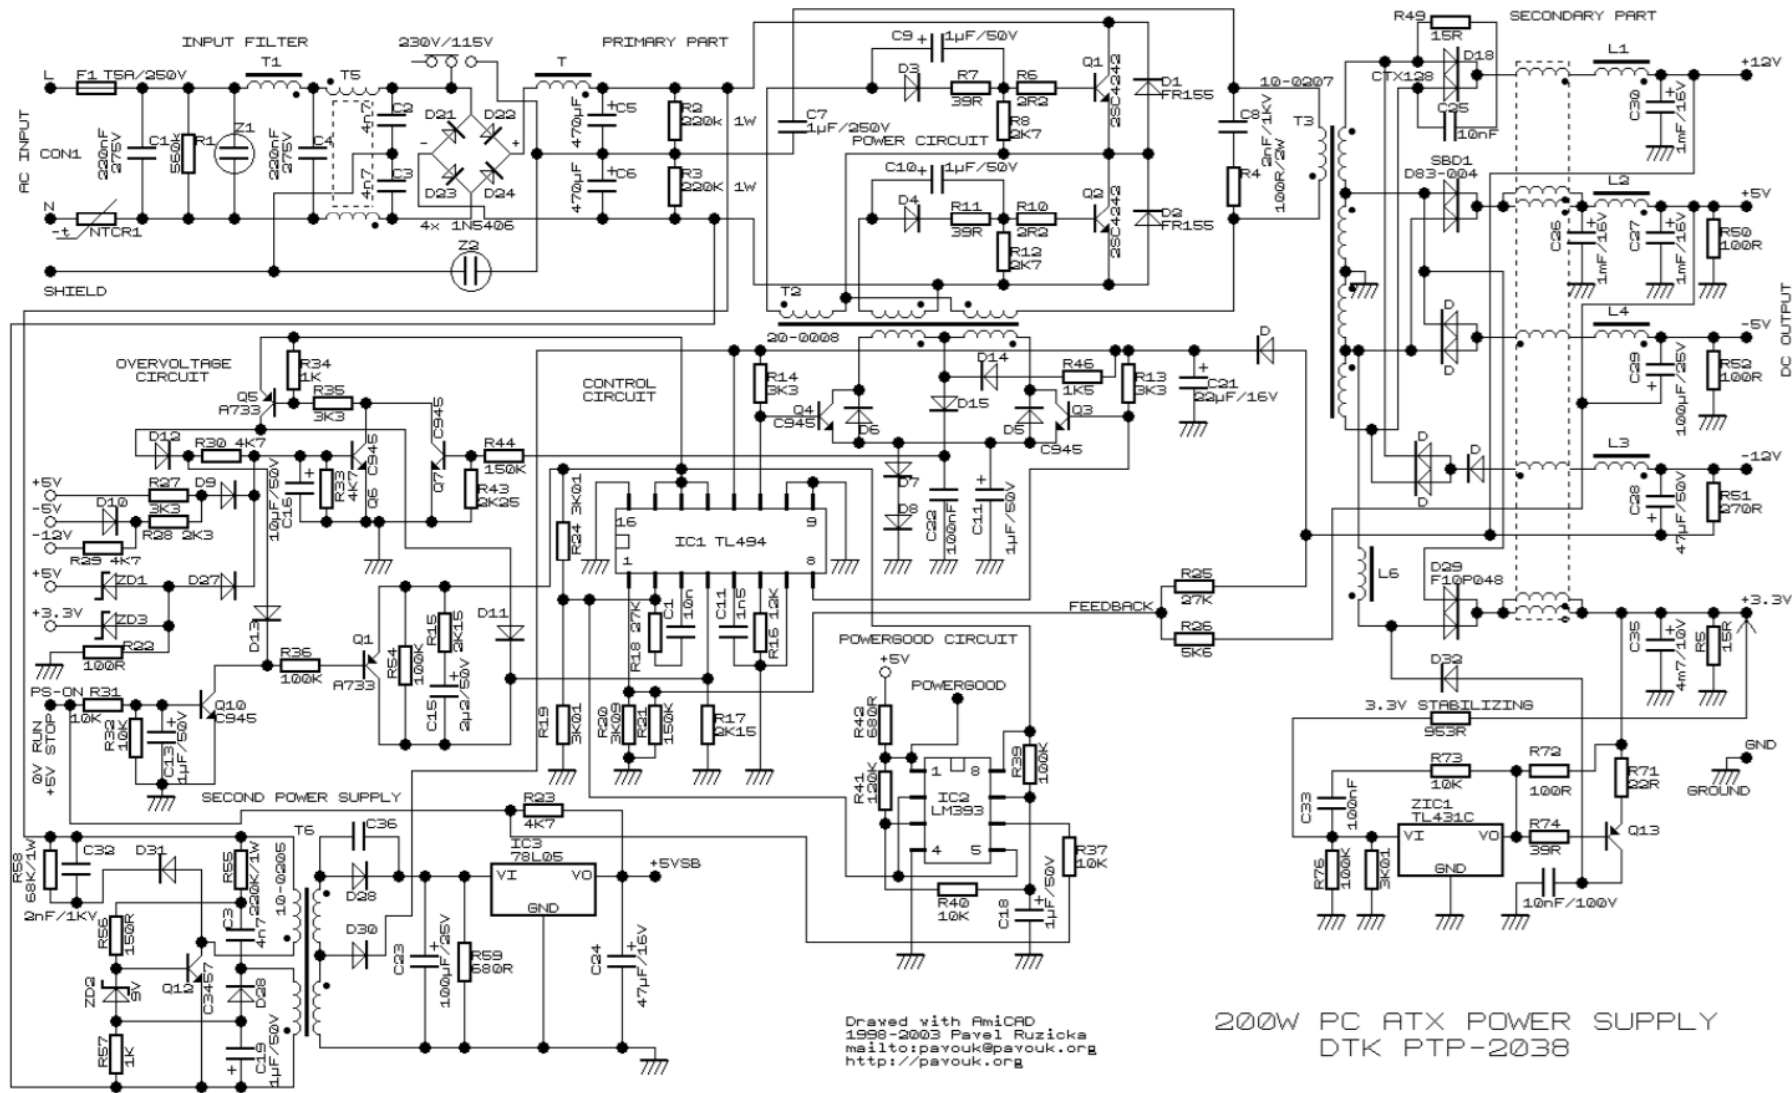 INPUT FILTER
230V/115V
PRIMARY PART
C9
1µF/50V
R49
15R
SECONDARY PART
L
F1 T5A/250V
T1
T5
T
D3
R7
39R
R6
2R2
Q1
2SC4242
D1
FR155
10-0207
CTX128
D18
L1
+12V
AC INPUT
CON1
220nF
275V
C1
560k
R1
Z1
220nF
275V
C4
4n7
C2
4n7
C3
D21
D22
D23
D24
-
+
4x 1N5406
470µF
C5
470µF
C6
R2
220k 1W
R3
220K 1W
C7
1µF/250V
R8
2K7
POWER CIRCUIT
C8
2nF/1KV
R4
100R/2W
T3
C25
10nF
C30
1mF/16V
C10
1µF/50V
D4
R11
39R
R10
2R2
Q2
2SC4242
D2
FR155
R12
2K7
SBD1
D83-004
L2
+5V
C26
1mF/16V
C27
1mF/16V
R50
100R
N
-t
NTCR1
Z2
SHIELD
T2
20-0008
D
D
D
L4
-5V
C29
100µF/25V
R52
100R
DC OUTPUT
OVERVOLTAGE
CIRCUIT
R34
1K
Q5
A733
R35
3K3
CONTROL
CIRCUIT
R14
3K3
D14
R46
1K5
R13
3K3
C21
22µF/16V
Q4
C945
D6
D15
D5
Q3
C945
D12
R30 4K7
C945
Q6
C945
Q7
R44
150K
R43
2K25
R33
4K7
C16
10µF/50V
+5V
-5V
-12V
+5V
+3.3V
R27
3K3
D9
D10
R28 2K3
R29 4K7
ZD1
D27
ZD3
R22
100R
D13
3K01
R24
16
9
1
8
IC1 TL494
D7
D8
C22
100nF
C11
1µF/50V
D
D
D
L3
-12V
C28
47µF/50V
R51
270R
L6
D29
F10P048
+3.3V
C35
4m7/10V
R5
15R
FEEDBACK
R25
27K
R26
5K6
D32
R36
100K
Q1
A733
R54
100K
R15
2K15
C15
2µ2/50V
D11
R18 27K
C1
10n
C11
1n5
R16 12K
POWERGOOD CIRCUIT
+5V
POWERGOOD
PS-ON
R31
10K
Q10
C945
0V RUN
+5V STOP
R32
10K
C13
1µF/50V
R19
3K01
R20
3K09
R21
150K
R17
2K15
R42
680R
R41
120K
R39
100K
1
8
4
5
IC2
LM393
R37
10K
R40
10K
C18
1µF/50V
3.3V STABILIZING
953R
R73
10K
R72
100R
R71
22R
GND
GROUND
C33
100nF
ZIC1
TL431C
VI
VO
GND
R74
39R
Q13
R76
100K
3K01
10nF/100V
SECOND POWER SUPPLY
R23
4K7
R58
68K/1W
C32
2nF/1KV
D31
R55
220K/1W
T6
10-0205
C36
D28
D30
IC3
78L05
VI
VO
GND
+5VSB
R56
150R
C3
4n7
ZD2
9V
Q12
C3457
D28
R57
1K
C19
1µF/50V
C23
100µF/25V
R59
680R
C24
47µF/16V
Drawed with AmiCAD
1998-2003 Pavel Ruzicka
mailto:pavouk@pavouk.org
http://pavouk.org
200W PC ATX POWER SUPPLY
DTK PTP-2038